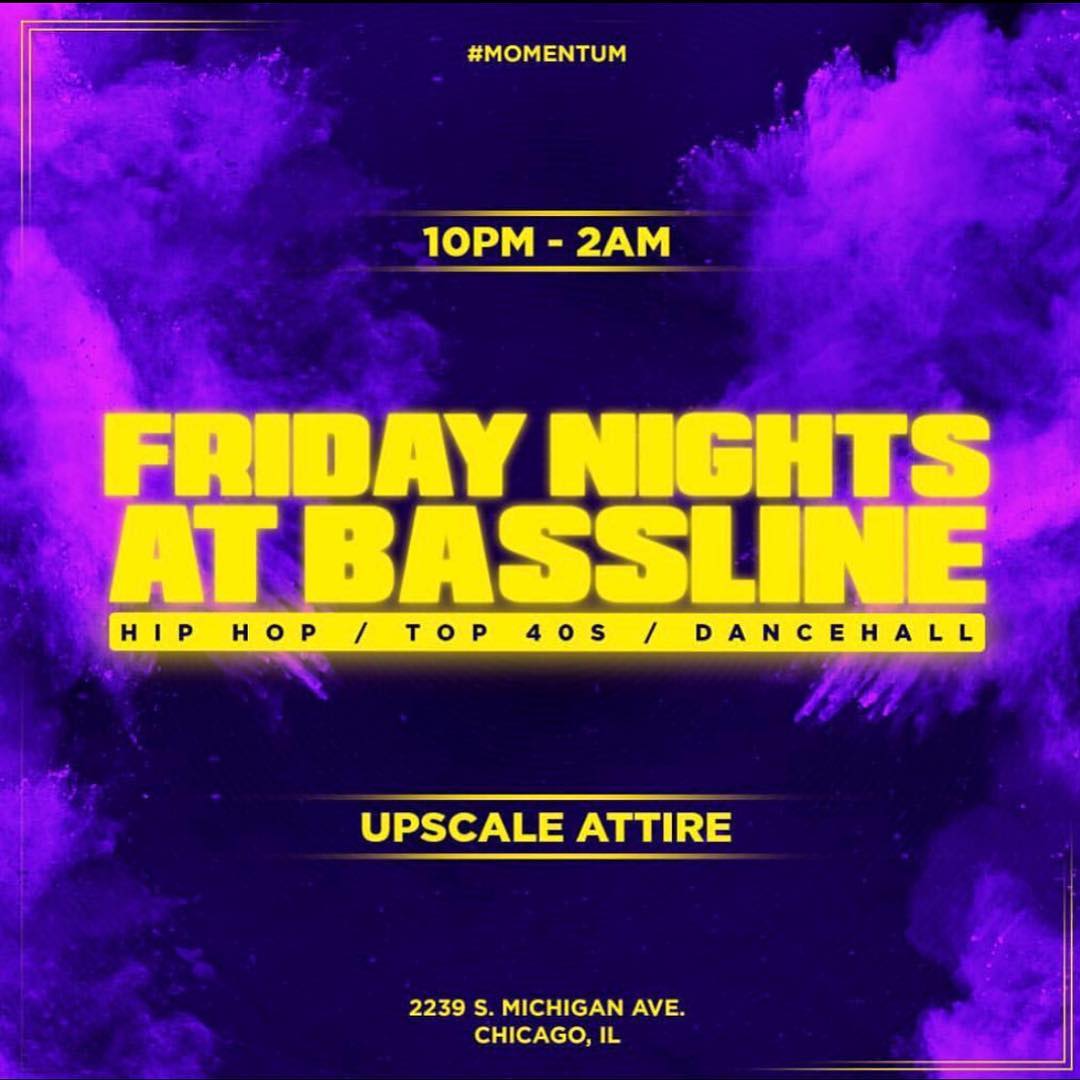 #MOMENTUM
10PM - 2AM
FRIDAY NIGHTS
AT BASSLINE
HIP HOP / TOP 40S / DANCEHALL
UPSCALE ATTIRE
2239 S. MICHIGAN AVE.
CHICAGO, IL